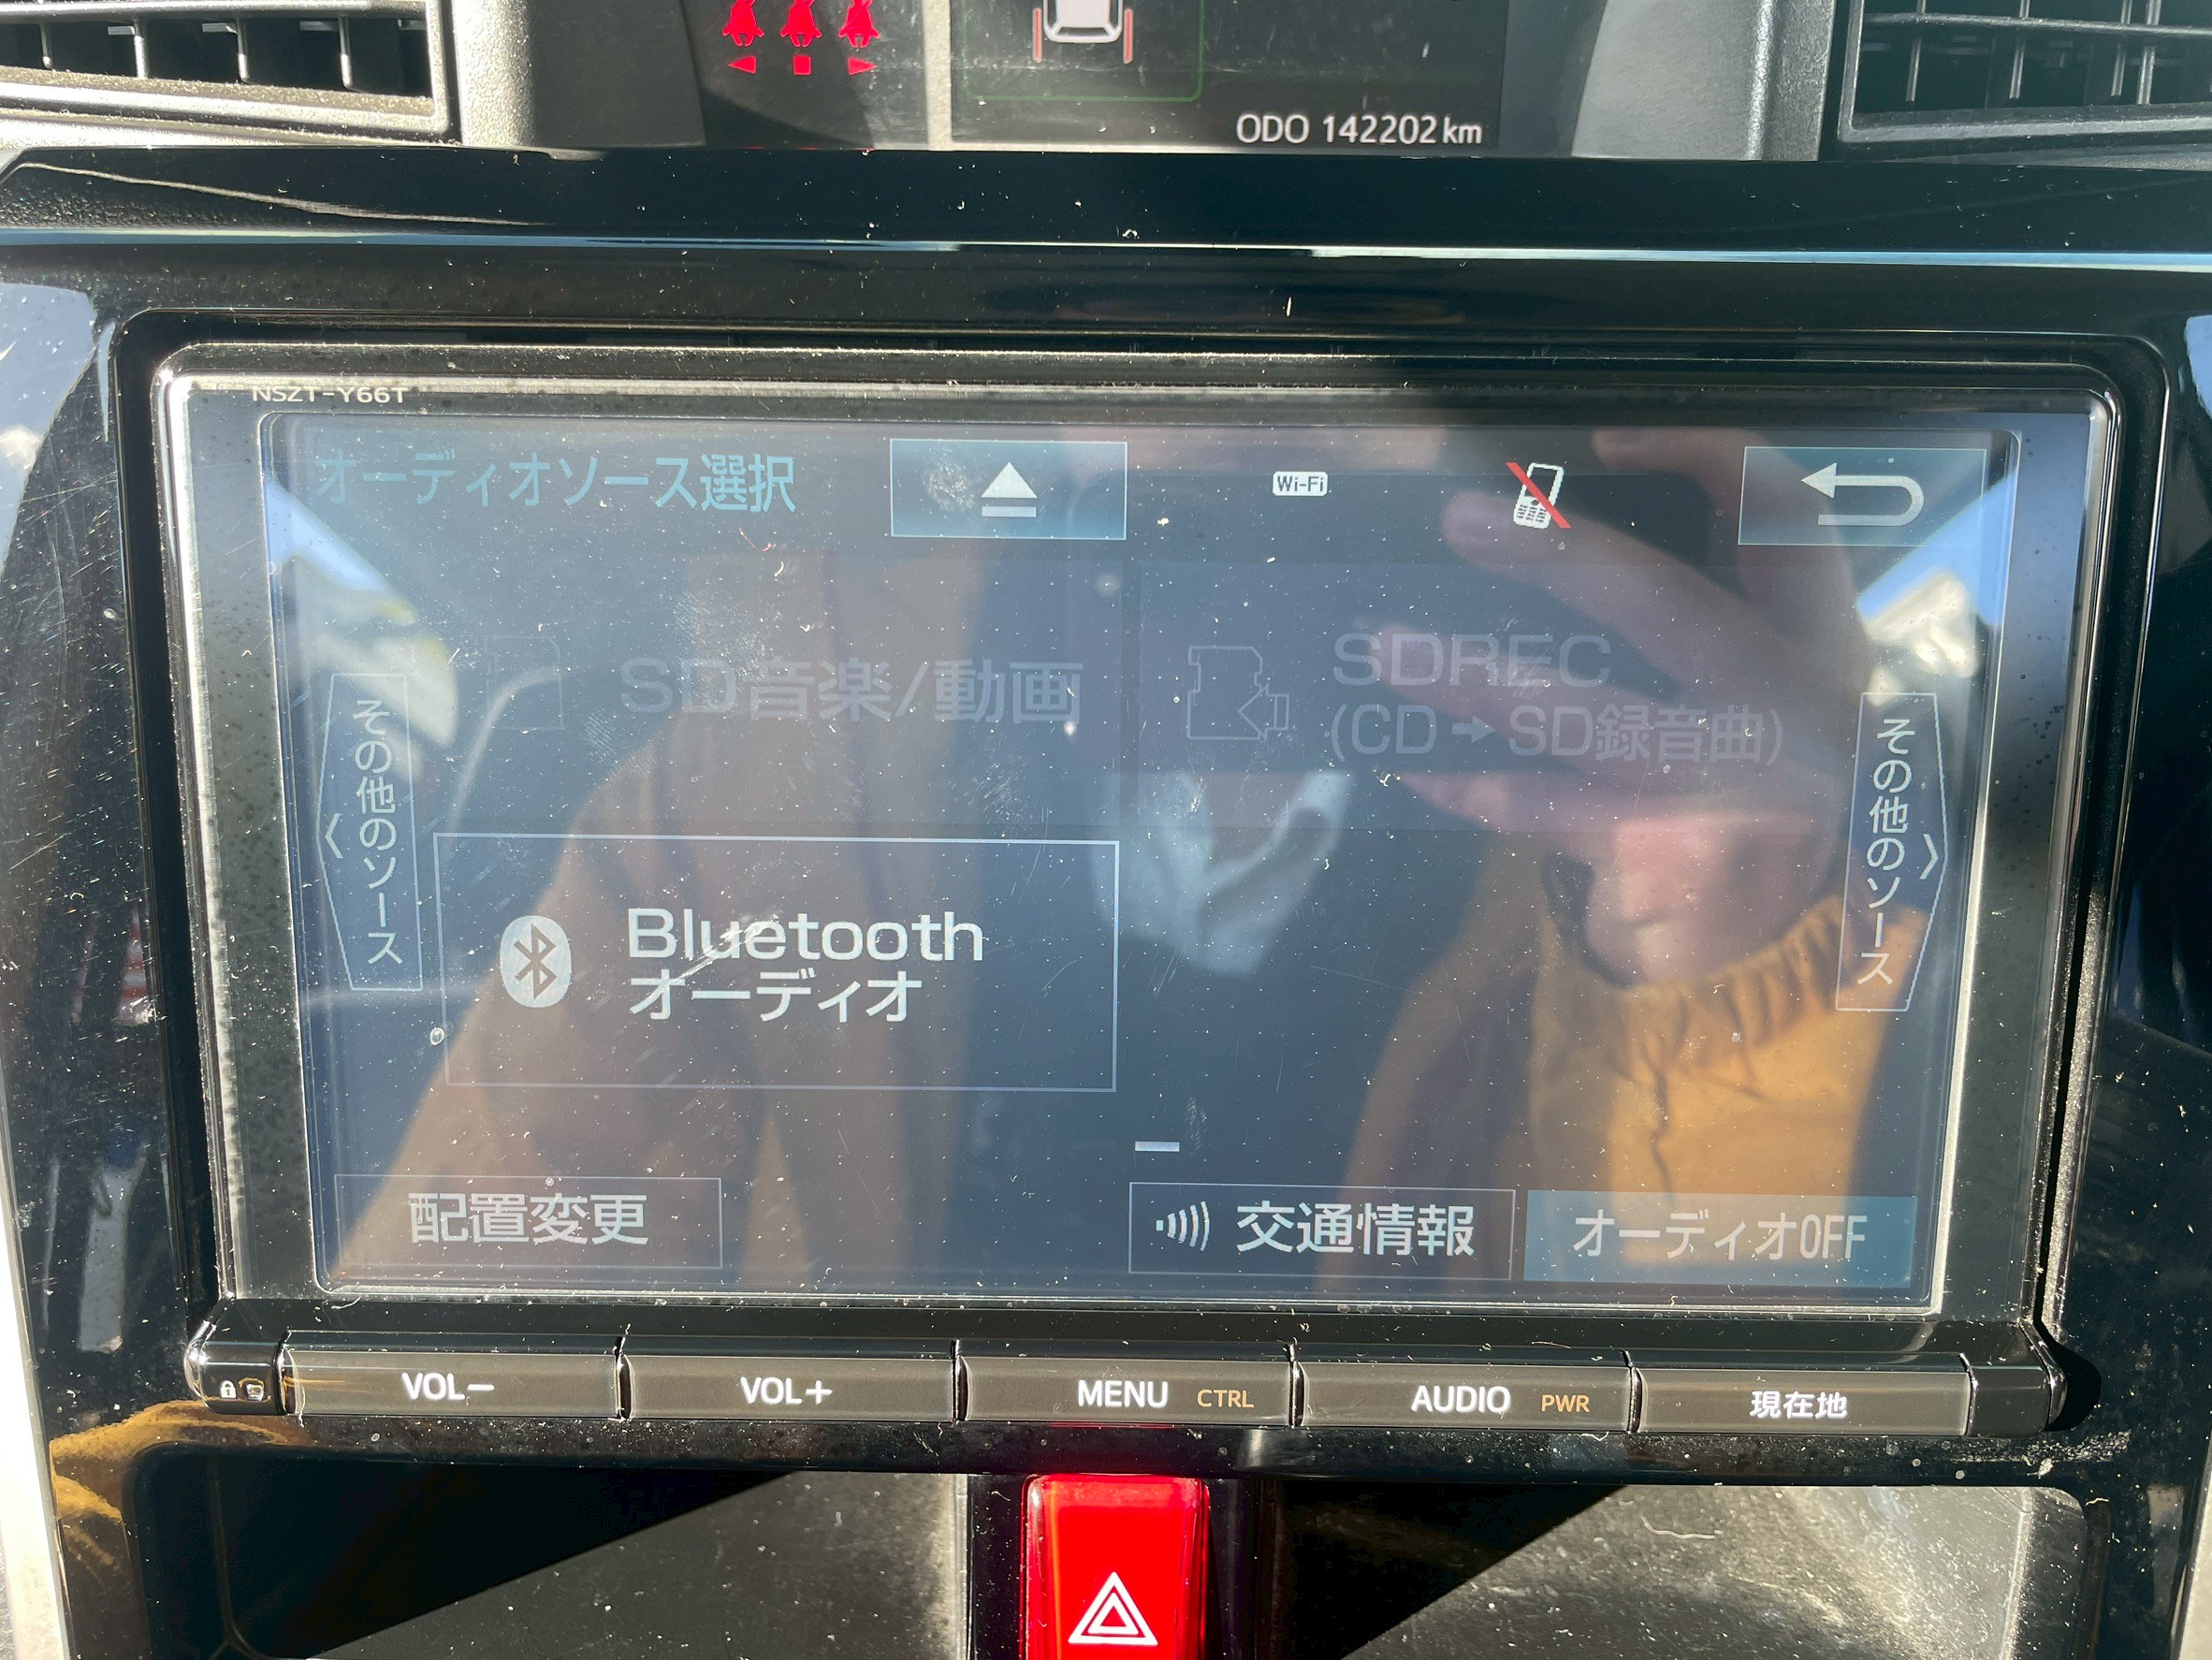 ODO 142202 km
NSZT-Y66T
オーディオソース選択
Wi-Fi
SD音楽/動画
SDREC
(CD→SD録音曲)
その他のソース
その他のソース
Bluetooth
オーディオ
配置変更
交通情報
オーディオOFF
VOL−
VOL+
MENU CTRL
AUDIO PWR
現在地